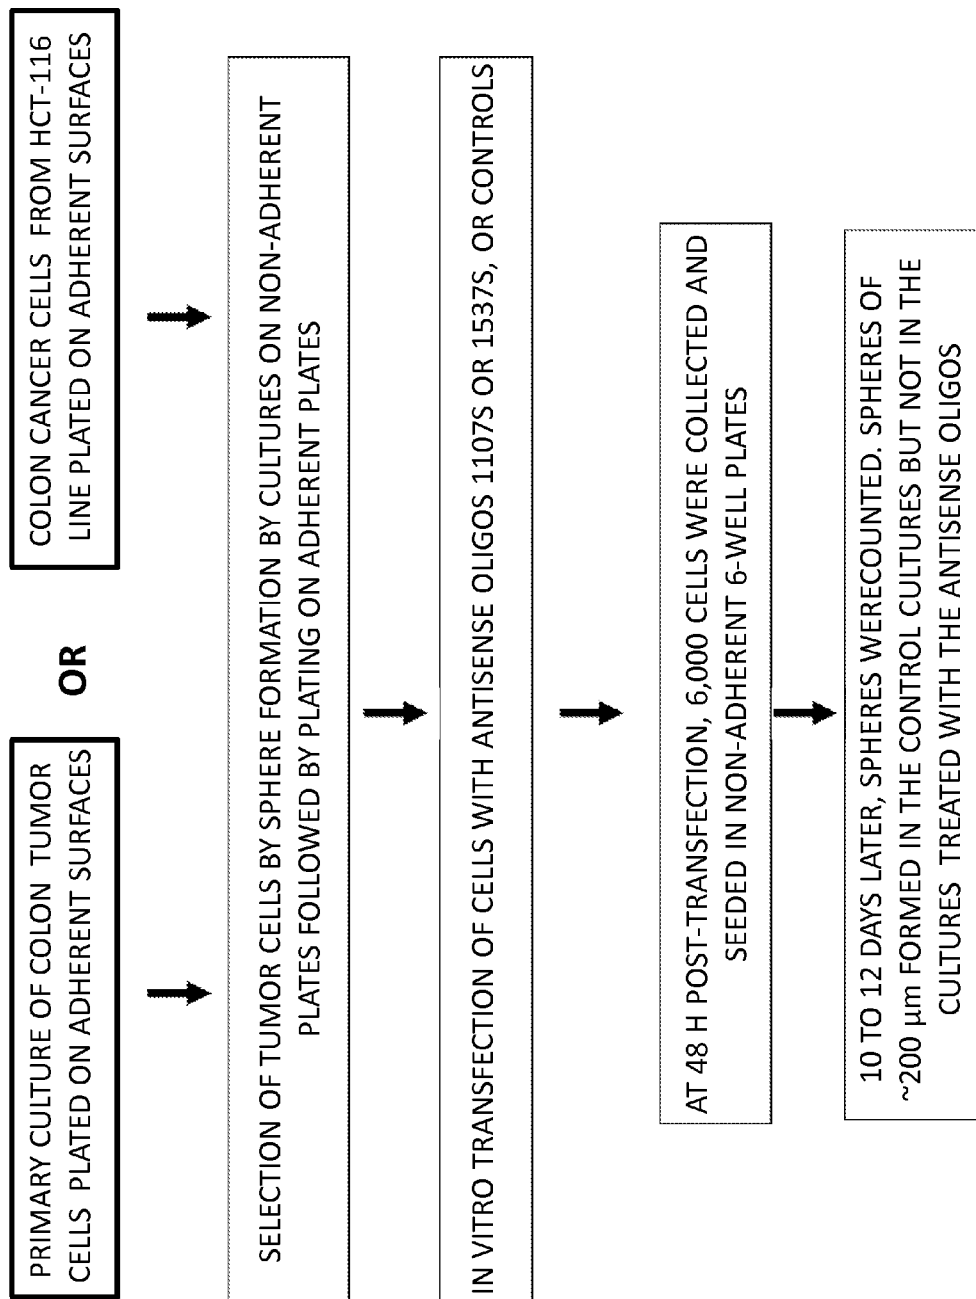 PRIMARY CULTURE OF COLON TUMOR
CELLS PLATED ON ADHERENT SURFACES
OR
COLON CANCER CELLS FROM HCT-116
LINE PLATED ON ADHERENT SURFACES
SELECTION OF TUMOR CELLS BY SPHERE FORMATION BY CULTURES ON NON-ADHERENT
PLATES FOLLOWED BY PLATING ON ADHERENT PLATES
IN VITRO TRANSFECTION OF CELLS WITH ANTISENSE OLIGOS 1107S OR 1537S, OR CONTROLS
AT 48 H POST-TRANSFECTION, 6,000 CELLS WERE COLLECTED AND
SEEDED IN NON-ADHERENT 6-WELL PLATES
10 TO 12 DAYS LATER, SPHERES WERECOUNTED. SPHERES OF
~200 µm FORMED IN THE CONTROL CULTURES BUT NOT IN THE
CULTURES TREATED WITH THE ANTISENSE OLIGOS